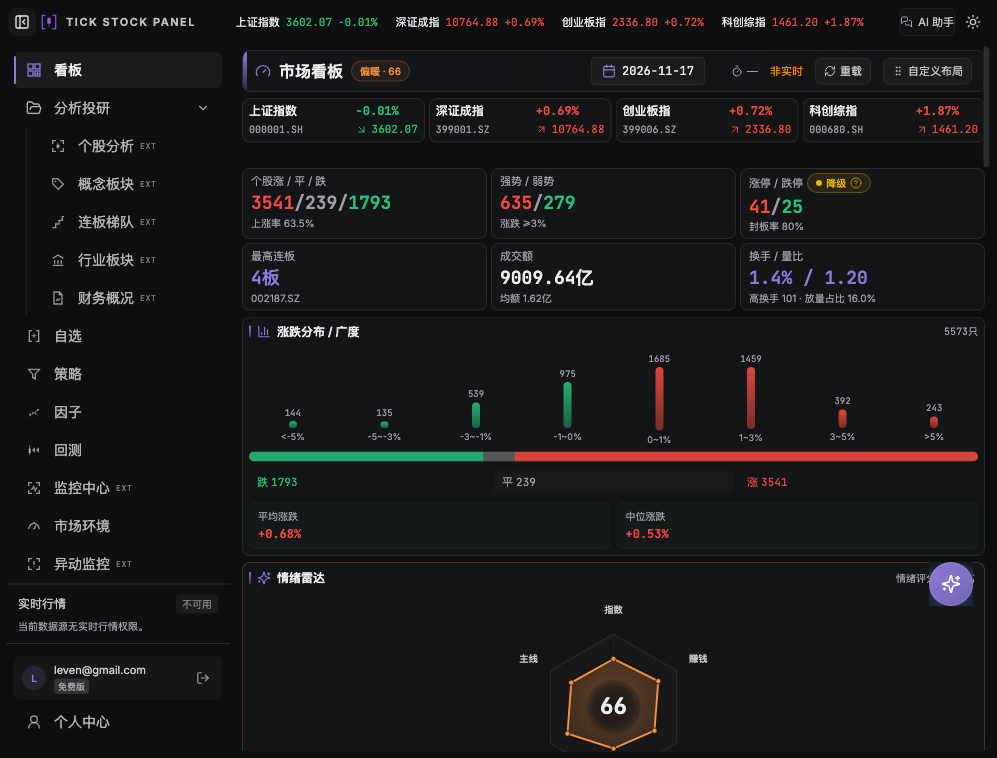 TICK STOCK PANEL
上证指数 3602.07 -0.01% 深证成指 10764.88 +0.69% 创业板指 2336.80 +0.72% 科创综指 1461.20 +1.87%
AI 助手
看板
分析投研
个股分析 EXT
概念板块 EXT
连板梯队 EXT
行业板块 EXT
财务概况 EXT
自选
策略
因子
回测
监控中心 EXT
市场环境
异动监控 EXT
实时行情 不可用
当前数据源无实时行情权限。
L
leven@gmail.com
免费版
个人中心
市场看板 偏暖 · 66
2026-11-17
— 非实时
重载
自定义布局
上证指数 -0.01%
000001.SH 3602.07
深证成指 +0.69%
399001.SZ 10764.88
创业板指 +0.72%
399006.SZ 2336.80
科创综指 +1.87%
000680.SH 1461.20
个股涨 / 平 / 跌
3541/239/1793
上涨率 63.5%
强势 / 弱势
635/279
涨跌 ≥3%
涨停 / 跌停 降级
41/25
封板率 80%
最高连板
4板
002187.SZ
成交额
9009.64亿
均额 1.62亿
换手 / 量比
1.4% / 1.20
高换手 101 · 放量占比 16.0%
涨跌分布 / 广度 5573只
144 135 539 975 1685 1459 392 243
<-5% -5~-3% -3~-1% -1~0% 0~1% 1~3% 3~5% >5%
跌 1793 平 239 涨 3541
平均涨跌
+0.68%
中位涨跌
+0.53%
情绪雷达 情绪评
指数
主线
赚钱
66